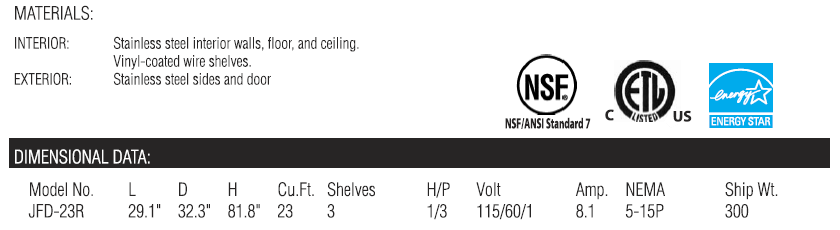 MATERIALS:
INTERIOR: Stainless steel interior walls, floor, and ceiling.
Vinyl-coated wire shelves.
EXTERIOR: Stainless steel sides and door
NSF®
NSF/ANSI Standard 7
C ETL LISTED US
energy
ENERGY STAR
DIMENSIONAL DATA:
Model No. L D H Cu.Ft. Shelves H/P Volt Amp. NEMA Ship Wt.
JFD-23R 29.1" 32.3" 81.8" 23 3 1/3 115/60/1 8.1 5-15P 300